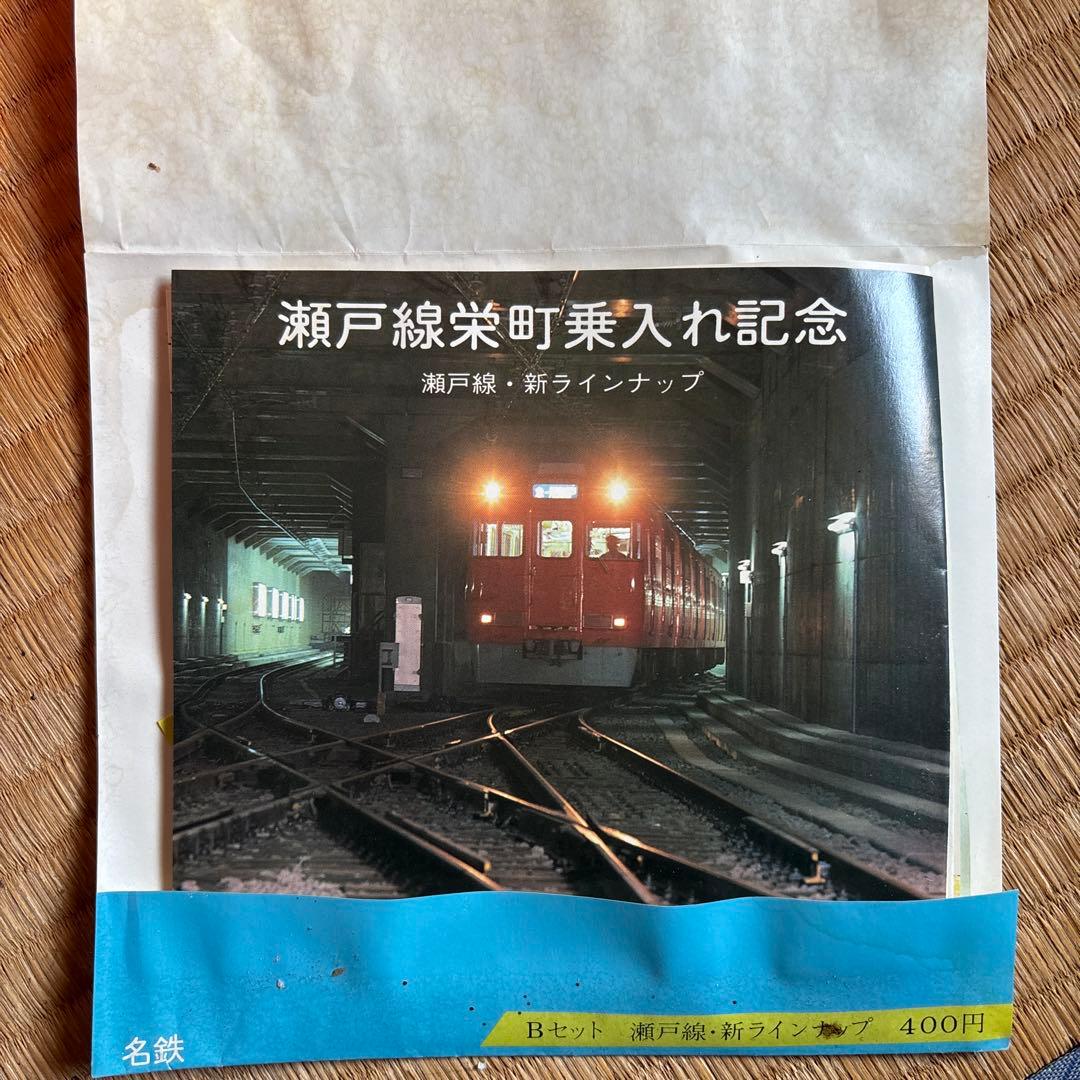 瀬戸線栄町乗入れ記念
瀬戸線・新ラインナップ
Bセット 瀬戸線・新ラインナップ 400円
名鉄